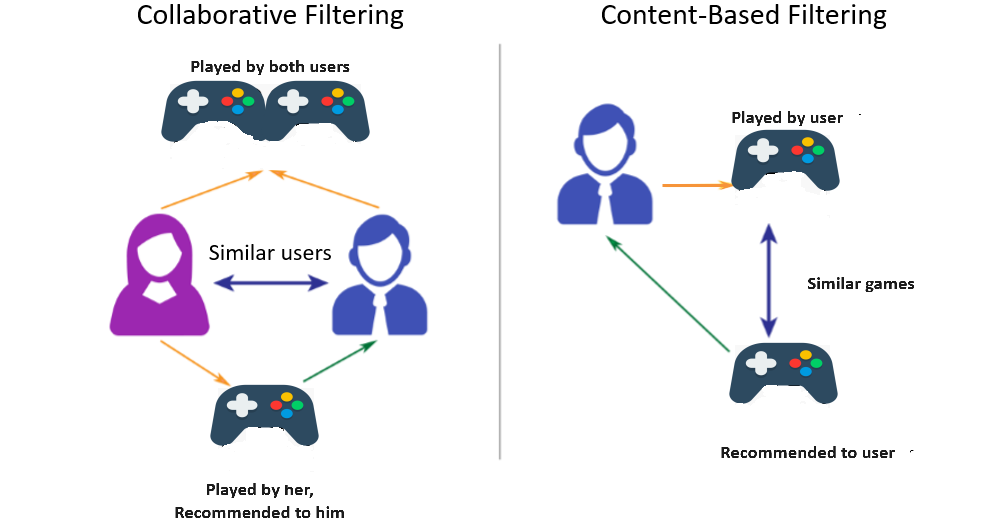 Collaborative Filtering
Played by both users
Similar users
Played by her,
Recommended to him
Content-Based Filtering
Played by user
Similar games
Recommended to user